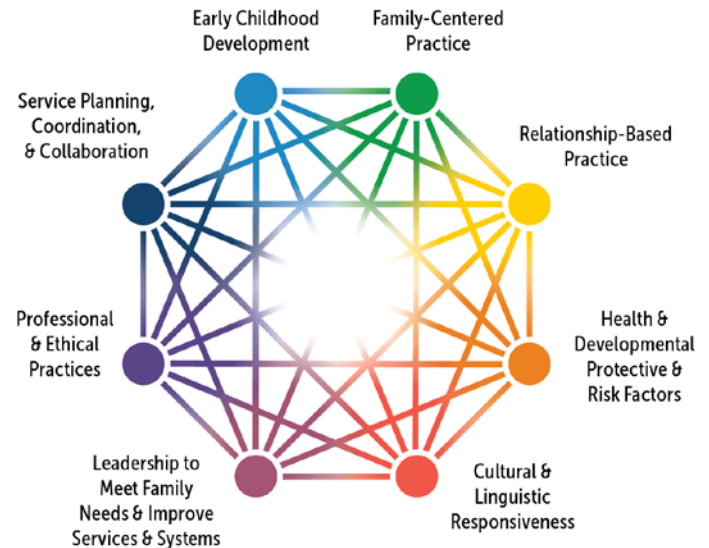 Early Childhood
Development
Family-Centered
Practice
Relationship-Based
Practice
Health &
Developmental
Protective &
Risk Factors
Cultural &
Linguistic
Responsiveness
Leadership to
Meet Family
Needs & Improve
Services & Systems
Professional
& Ethical
Practices
Service Planning,
Coordination,
& Collaboration